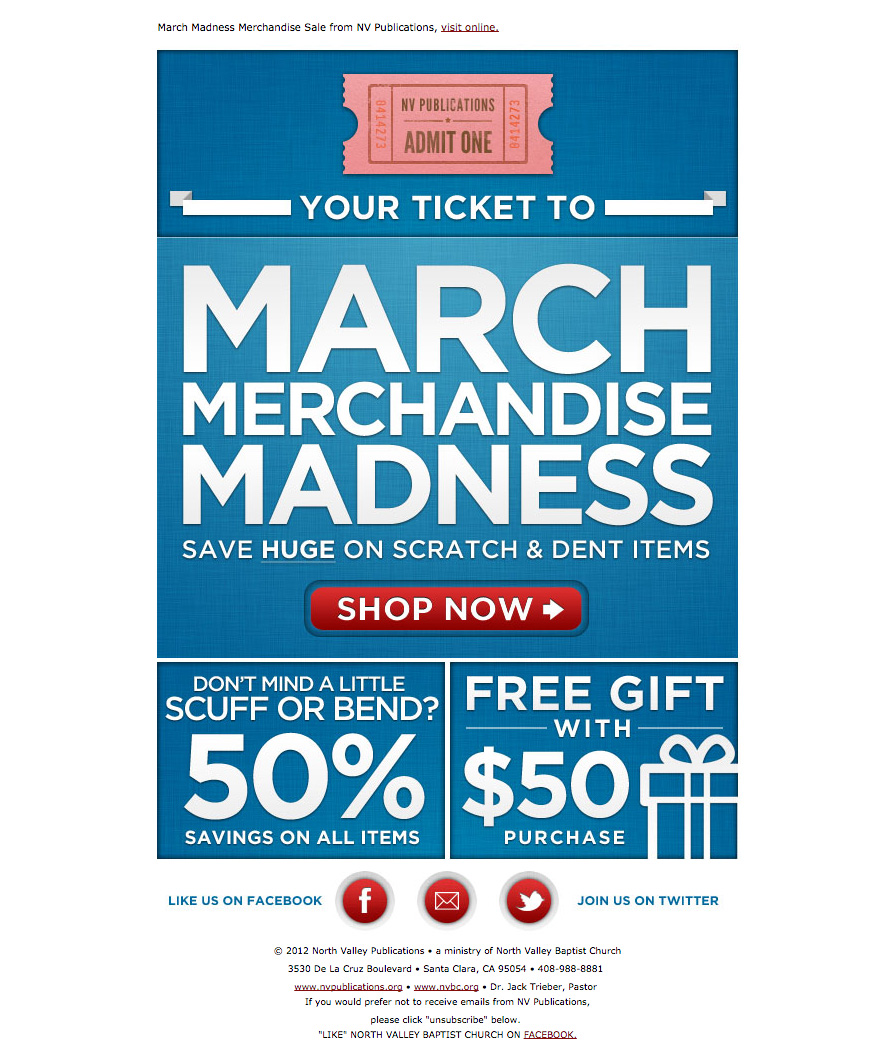 March Madness Merchandise Sale from NV Publications, visit online.
8414273
NV PUBLICATIONS
ADMIT ONE
8414273
YOUR TICKET TO
MARCH
MERCHANDISE
MADNESS
SAVE HUGE ON SCRATCH & DENT ITEMS
SHOP NOW
DON'T MIND A LITTLE
SCUFF OR BEND?
50%
SAVINGS ON ALL ITEMS
FREE GIFT
WITH
$50
PURCHASE
LIKE US ON FACEBOOK
f
JOIN US ON TWITTER
© 2012 North Valley Publications • a ministry of North Valley Baptist Church
3530 De La Cruz Boulevard • Santa Clara, CA 95054 • 408-988-8881
www.nvpublications.org • www.nvbc.org • Dr. Jack Trieber, Pastor
If you would prefer not to receive emails from NV Publications,
please click "unsubscribe" below.
"LIKE" NORTH VALLEY BAPTIST CHURCH ON FACEBOOK.